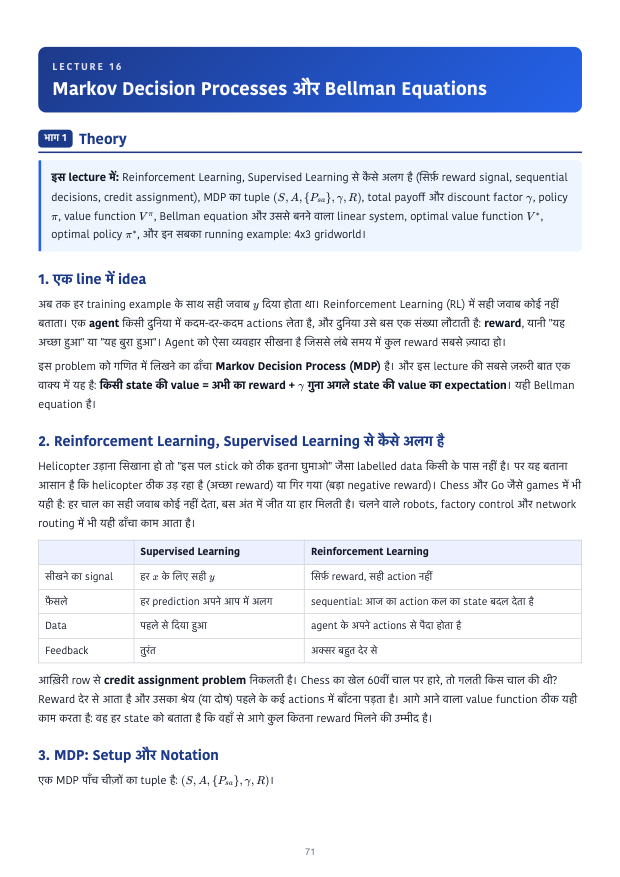 LECTURE 16
Markov Decision Processes और Bellman Equations
भाग 1 Theory
इस lecture में: Reinforcement Learning, Supervised Learning से कैसे अलग है (सिर्फ़ reward signal, sequential
decisions, credit assignment), MDP का tuple (S, A, {Psa}, γ, R), total payoff और discount factor γ, policy
π, value function V^π, Bellman equation और उससे बनने वाला linear system, optimal value function V*,
optimal policy π*, और इन सबका running example: 4x3 gridworld।
1. एक line में idea
अब तक हर training example के साथ सही जवाब y दिया होता था। Reinforcement Learning (RL) में सही जवाब कोई नहीं
बताता। एक agent किसी दुनिया में कदम-दर-कदम actions लेता है, और दुनिया उसे बस एक संख्या लौटाती है: reward, यानी "यह
अच्छा हुआ" या "यह बुरा हुआ"। Agent को ऐसा व्यवहार सीखना है जिससे लंबे समय में कुल reward सबसे ज़्यादा हो।
इस problem को गणित में लिखने का ढाँचा Markov Decision Process (MDP) है। और इस lecture की सबसे ज़रूरी बात एक
वाक्य में यह है: किसी state की value = अभी का reward + γ गुना अगले state की value का expectation। यही Bellman
equation है।
2. Reinforcement Learning, Supervised Learning से कैसे अलग है
Helicopter उड़ाना सिखाना हो तो "इस पल stick को ठीक इतना घुमाओ" जैसा labelled data किसी के पास नहीं है। पर यह बताना
आसान है कि helicopter ठीक उड़ रहा है (अच्छा reward) या गिर गया (बड़ा negative reward)। Chess और Go जैसे games में भी
यही है: हर चाल का सही जवाब कोई नहीं देता, बस अंत में जीत या हार मिलती है। चलने वाले robots, factory control और network
routing में भी यही ढाँचा काम आता है।
Supervised Learning Reinforcement Learning
सीखने का signal हर x के लिए सही y सिर्फ़ reward, सही action नहीं
फ़ैसले हर prediction अपने आप में अलग sequential: आज का action कल का state बदल देता है
Data पहले से दिया हुआ agent के अपने actions से पैदा होता है
Feedback तुरंत अक्सर बहुत देर से
आख़िरी row से credit assignment problem निकलती है। Chess का खेल 60वीं चाल पर हारे, तो गलती किस चाल की थी?
Reward देर से आता है और उसका श्रेय (या दोष) पहले के कई actions में बाँटना पड़ता है। आगे आने वाला value function ठीक यही
काम करता है: वह हर state को बताता है कि वहाँ से आगे कुल कितना reward मिलने की उम्मीद है।
3. MDP: Setup और Notation
एक MDP पाँच चीज़ों का tuple है: (S, A, {Psa}, γ, R)।
71